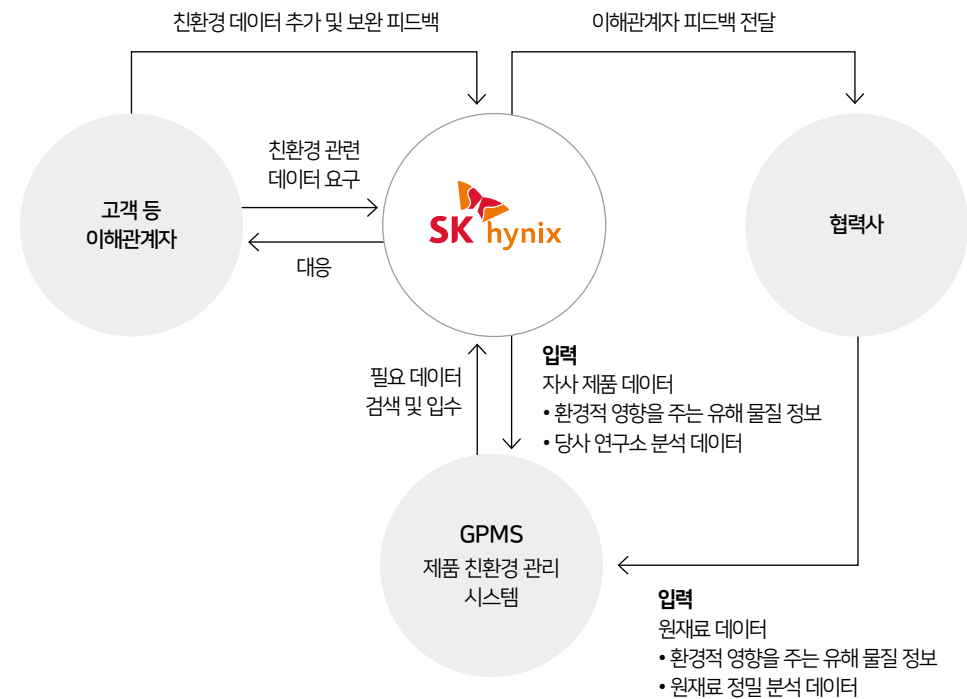 친환경 데이터 추가 및 보완 피드백
이해관계자 피드백 전달
친환경 관련
데이터 요구
고객 등
이해관계자
SK hynix
협력사
대응
필요 데이터
검색 및 입수
입력
자사 제품 데이터
• 환경적 영향을 주는 유해 물질 정보
• 당사 연구소 분석 데이터
GPMS
제품 친환경 관리
시스템
입력
원재료 데이터
• 환경적 영향을 주는 유해 물질 정보
• 원재료 정밀 분석 데이터